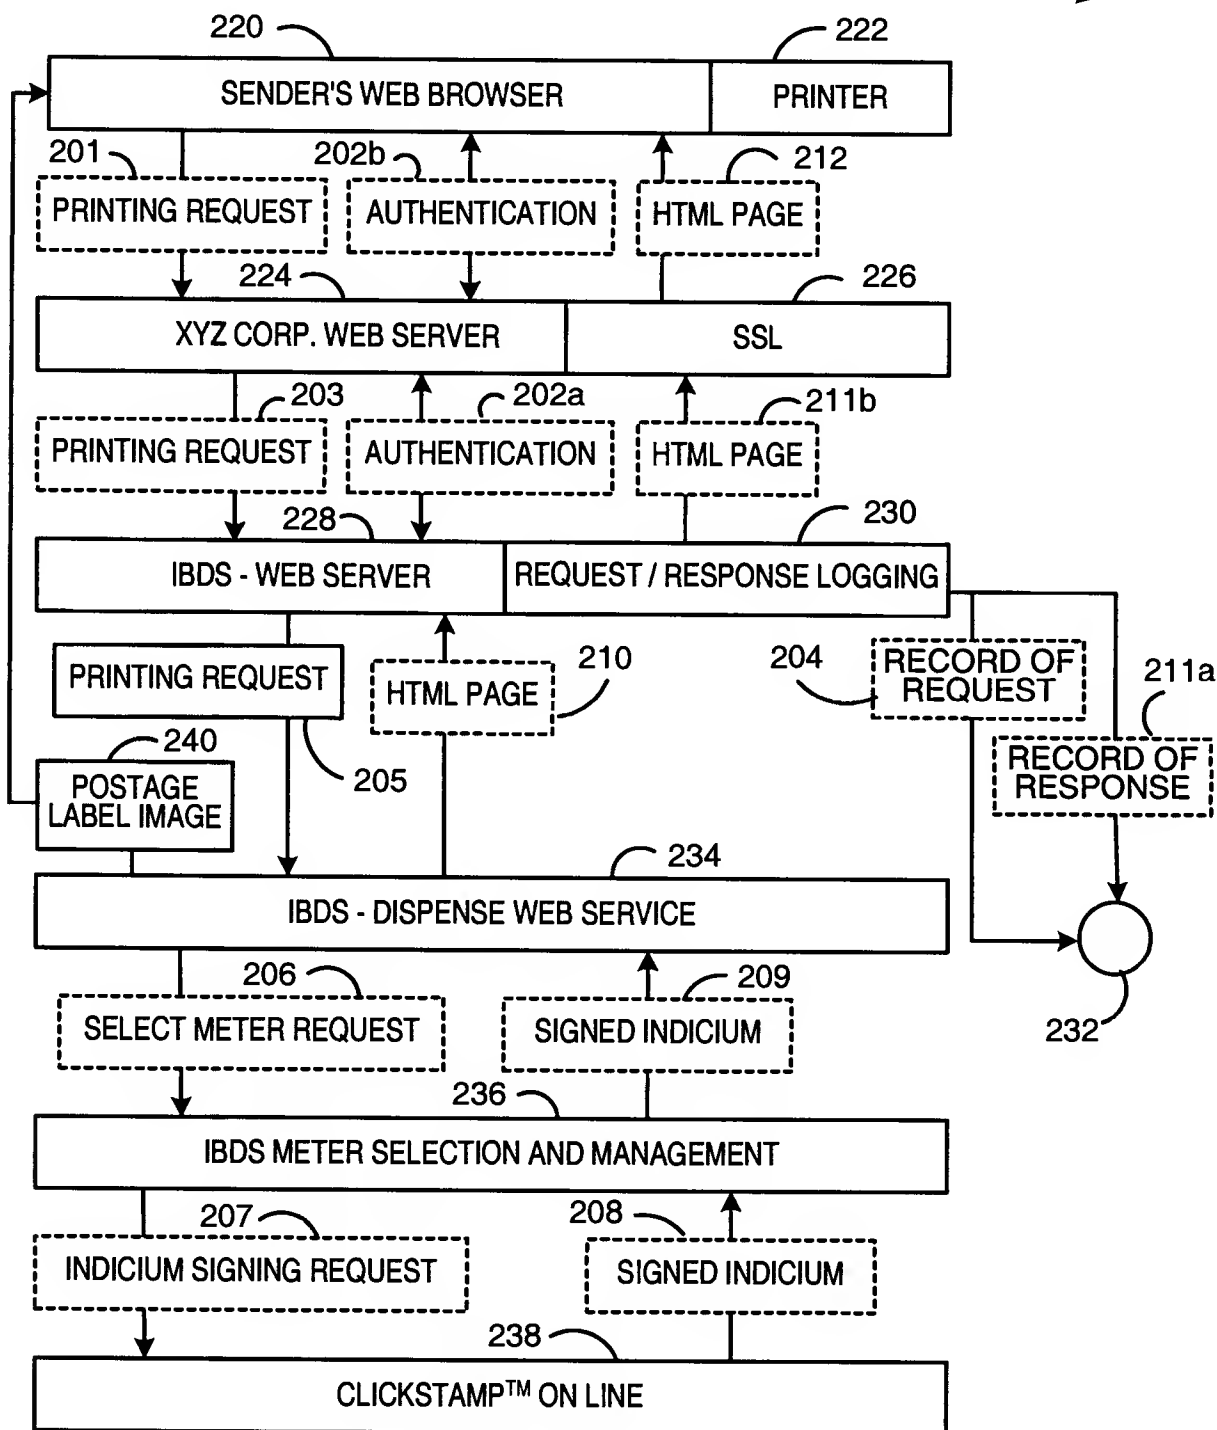 220
222
SENDER'S WEB BROWSER
PRINTER
201
202b
212
PRINTING REQUEST
AUTHENTICATION
HTML PAGE
224
226
XYZ CORP. WEB SERVER
SSL
203
202a
211b
PRINTING REQUEST
AUTHENTICATION
HTML PAGE
228
230
IBDS - WEB SERVER
REQUEST / RESPONSE LOGGING
PRINTING REQUEST
HTML PAGE
210
204
RECORD OF
REQUEST
211a
240
205
RECORD OF
RESPONSE
POSTAGE
LABEL IMAGE
234
IBDS - DISPENSE WEB SERVICE
206
209
SELECT METER REQUEST
SIGNED INDICIUM
232
236
IBDS METER SELECTION AND MANAGEMENT
207
208
INDICIUM SIGNING REQUEST
SIGNED INDICIUM
238
CLICKSTAMP™ ON LINE